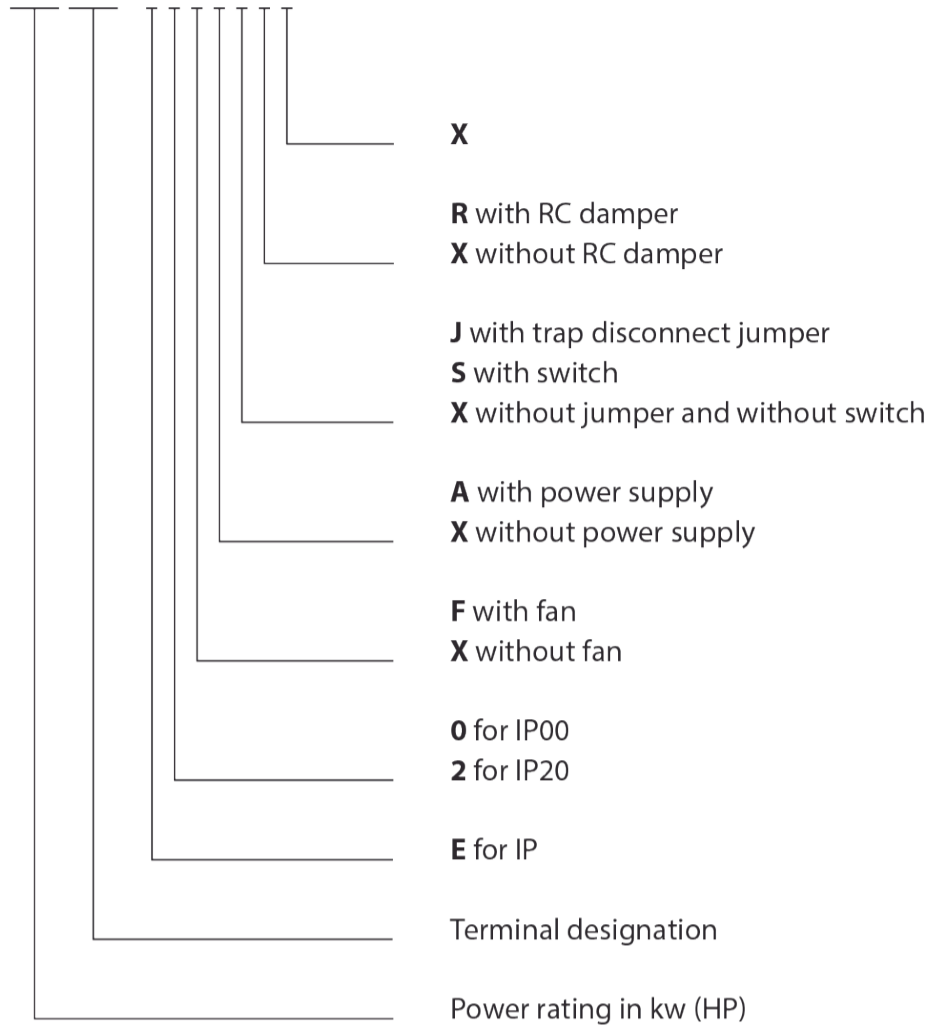 X
R with RC damper
X without RC damper
J with trap disconnect jumper
S with switch
X without jumper and without switch
A with power supply
X without power supply
F with fan
X without fan
0 for IP00
2 for IP20
E for IP
Terminal designation
Power rating in kw (HP)